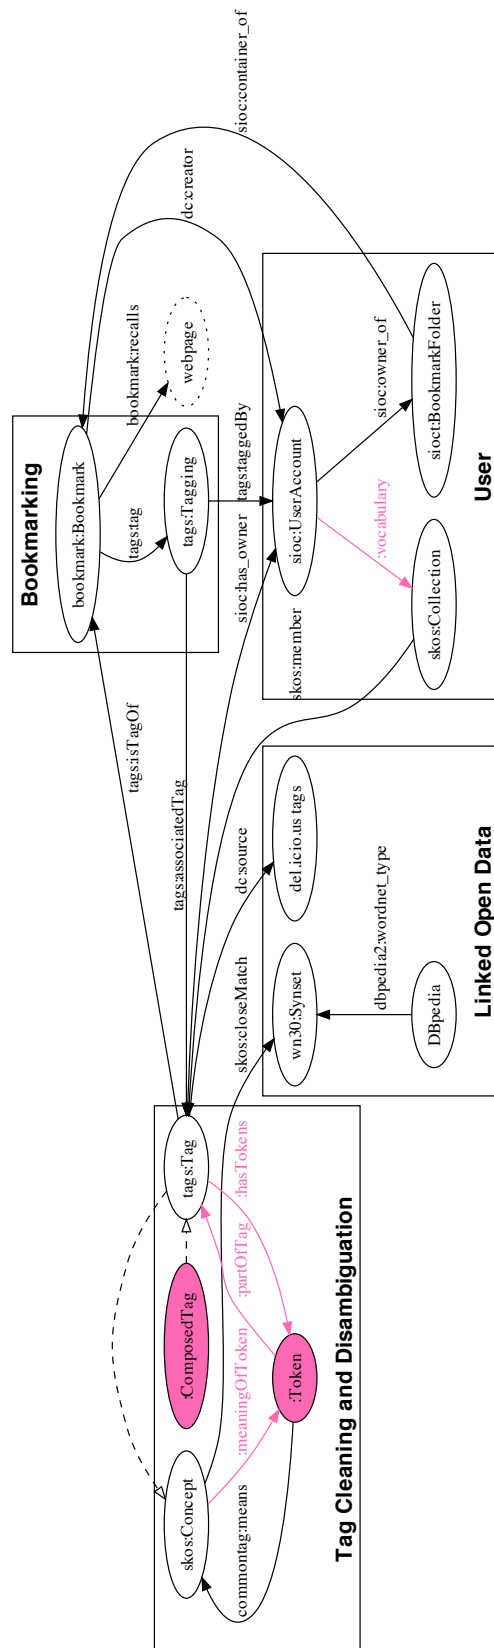 Tag Cleaning and Disambiguation
skos:Concept
:ComposedTag
tags:Tag
:Token
commontag:means
:meaningOfToken
:partOfTag
:hasTokens
Linked Open Data
wn30:Synset
del.icio.us tags
DBpedia
dbpedia2:wordnet_type
skos:closeMatch
dc:source
Bookmarking
bookmark:Bookmark
tags:Tagging
tags:tag
webpage
bookmark:recalls
tags:isTagOf
tags:associatedTag
sioc:has_owner
tags:taggedBy
dc:creator
sioc:container_of
User
sioc:UserAccount
skos:Collection
sioct:BookmarkFolder
skos:member
:vocabulary
sioc:owner_of